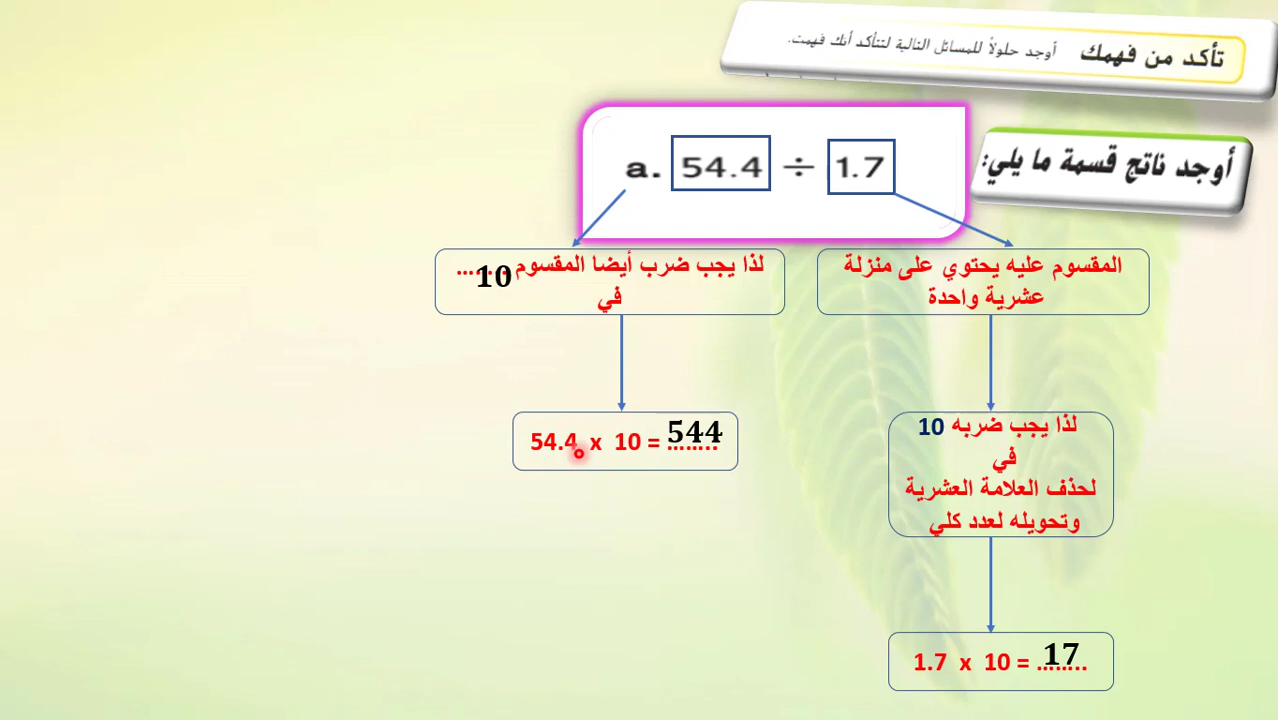 تأكد من فهمك أوجد حلولاً للمسائل التالية لتتأكد أنك فهمت.
أوجد ناتج قسمة ما يلي:
a. 54.4 ÷ 1.7
المقسوم عليه يحتوي على منزلة
عشرية واحدة
لذا يجب ضرب أيضا المقسوم ........ 10
في
لذا يجب ضربه 10
في
لحذف العلامة العشرية
وتحويله لعدد كلي
54.4 x 10 = ........ 544
1.7 x 10 = ........ 17